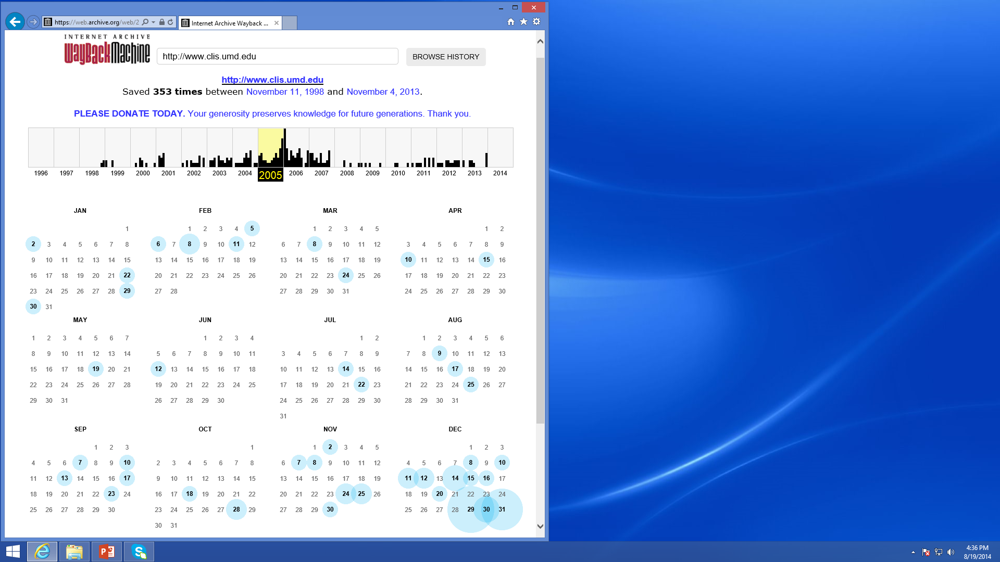 https://web.archive.org/web/2
Internet Archive Wayback ...
INTERNET ARCHIVE
WayBackMachine
http://www.clis.umd.edu
BROWSE HISTORY
http://www.clis.umd.edu
Saved 353 times between November 11, 1998 and November 4, 2013.
PLEASE DONATE TODAY. Your generosity preserves knowledge for future generations. Thank you.
1996 1997 1998 1999 2000 2001 2002 2003 2004 2005 2006 2007 2008 2009 2010 2011 2012 2013 2014
JAN FEB MAR APR
1 1 2 3 4 5 1 2 3 4 5 1 2
2 3 4 5 6 7 8 6 7 8 9 10 11 12 6 7 8 9 10 11 12 3 4 5 6 7 8 9
9 10 11 12 13 14 15 13 14 15 16 17 18 19 13 14 15 16 17 18 19 10 11 12 13 14 15 16
16 17 18 19 20 21 22 20 21 22 23 24 25 26 20 21 22 23 24 25 26 17 18 19 20 21 22 23
23 24 25 26 27 28 29 27 28 27 28 29 30 31 24 25 26 27 28 29 30
30 31
MAY JUN JUL AUG
1 2 3 4 5 6 7 1 2 3 4 1 2 1 2 3 4 5 6
8 9 10 11 12 13 14 5 6 7 8 9 10 11 3 4 5 6 7 8 9 7 8 9 10 11 12 13
15 16 17 18 19 20 21 12 13 14 15 16 17 18 10 11 12 13 14 15 16 14 15 16 17 18 19 20
22 23 24 25 26 27 28 19 20 21 22 23 24 25 17 18 19 20 21 22 23 21 22 23 24 25 26 27
29 30 31 26 27 28 29 30 24 25 26 27 28 29 30 28 29 30 31
31
SEP OCT NOV DEC
1 2 3 1 1 2 3 4 5 1 2 3
4 5 6 7 8 9 10 2 3 4 5 6 7 8 6 7 8 9 10 11 12 4 5 6 7 8 9 10
11 12 13 14 15 16 17 9 10 11 12 13 14 15 13 14 15 16 17 18 19 11 12 13 14 15 16 17
18 19 20 21 22 23 24 16 17 18 19 20 21 22 20 21 22 23 24 25 26 18 19 20 21 22 23 24
25 26 27 28 29 30 23 24 25 26 27 28 29 27 28 29 30 25 26 27 28 29 30 31
30 31
4:36 PM
8/19/2014